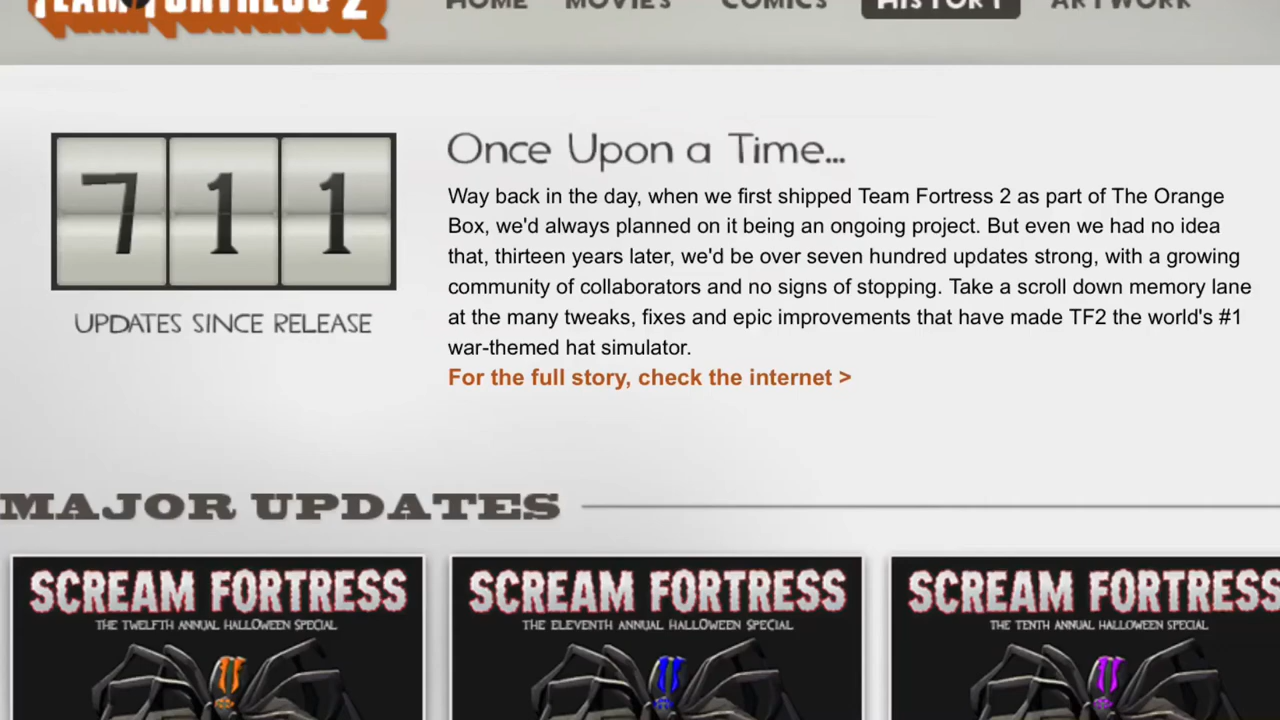 TEAM FORTRESS 2
HOME MOVIES COMICS HISTORY ARTWORK
711
UPDATES SINCE RELEASE
Once Upon a Time...
Way back in the day, when we first shipped Team Fortress 2 as part of The Orange
Box, we'd always planned on it being an ongoing project. But even we had no idea
that, thirteen years later, we'd be over seven hundred updates strong, with a growing
community of collaborators and no signs of stopping. Take a scroll down memory lane
at the many tweaks, fixes and epic improvements that have made TF2 the world's #1
war-themed hat simulator.
For the full story, check the internet >
MAJOR UPDATES
SCREAM FORTRESS
THE TWELFTH ANNUAL HALLOWEEN SPECIAL
SCREAM FORTRESS
THE ELEVENTH ANNUAL HALLOWEEN SPECIAL
SCREAM FORTRESS
THE TENTH ANNUAL HALLOWEEN SPECIAL